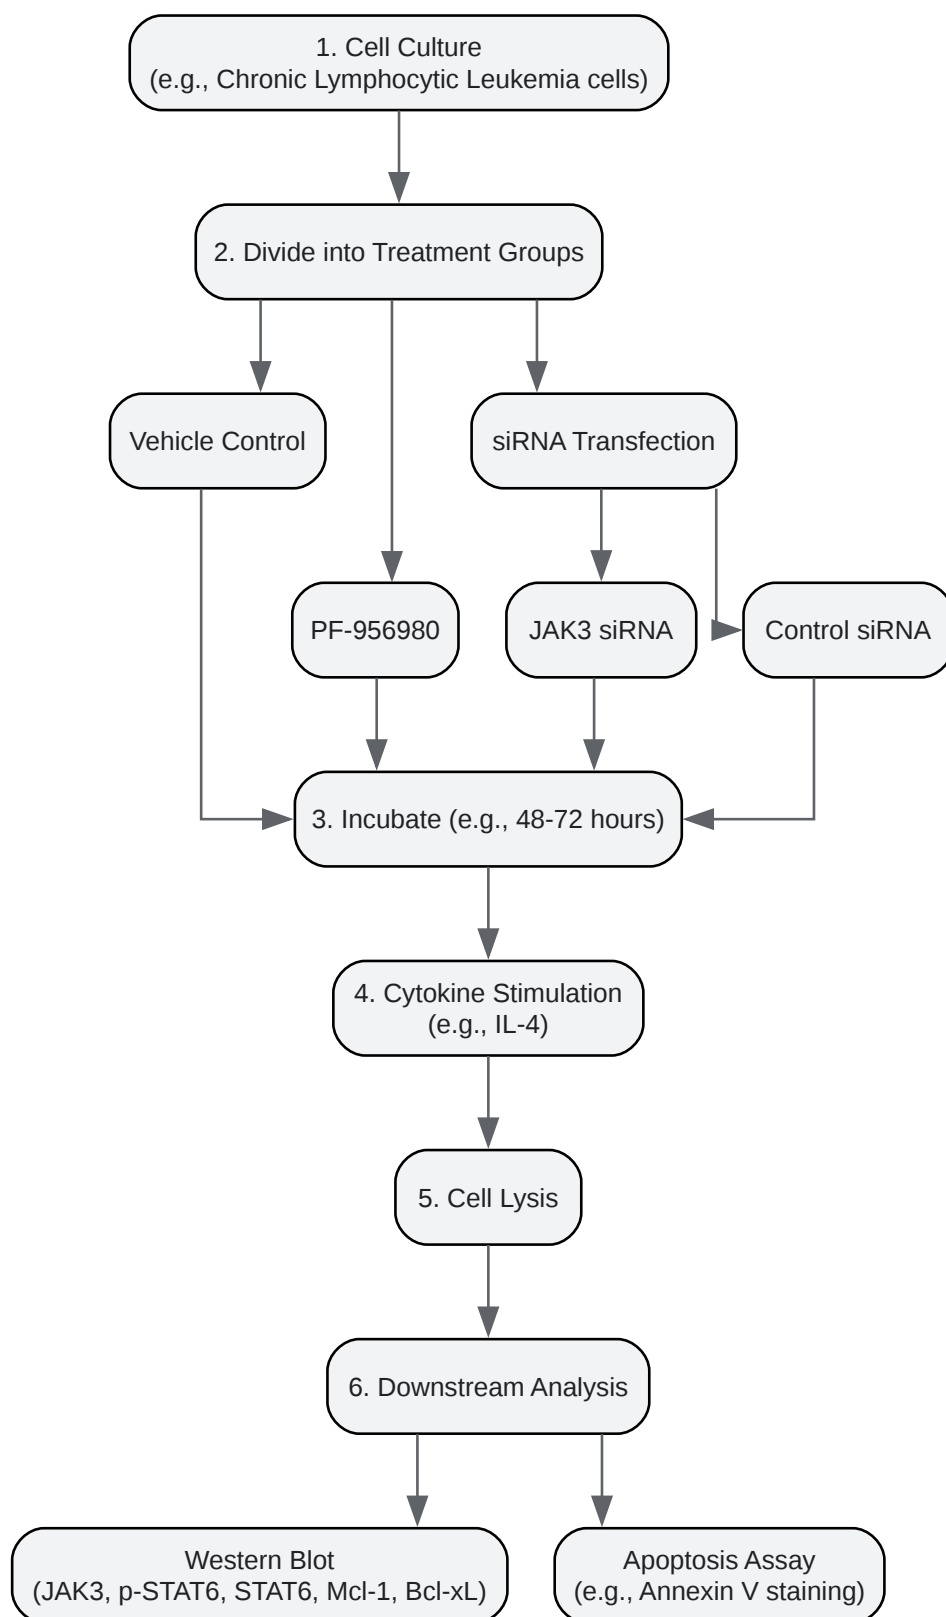 1. Cell Culture
(e.g., Chronic Lymphocytic Leukemia cells)
2. Divide into Treatment Groups
Vehicle Control
siRNA Transfection
PF-956980
JAK3 siRNA
Control siRNA
3. Incubate (e.g., 48-72 hours)
4. Cytokine Stimulation
(e.g., IL-4)
5. Cell Lysis
6. Downstream Analysis
Western Blot
(JAK3, p-STAT6, STAT6, Mcl-1, Bcl-xL)
Apoptosis Assay
(e.g., Annexin V staining)